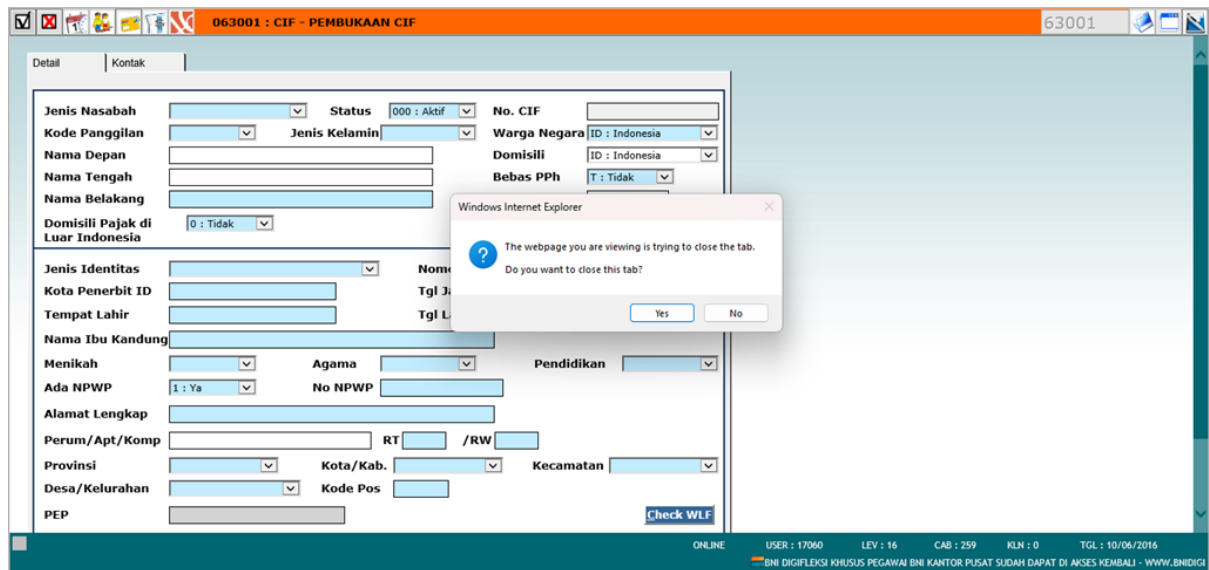 063001 : CIF - PEMBUKAAN CIF 63001
Detail Kontak
Jenis Nasabah Status 000 : Aktif No. CIF
Kode Panggilan Jenis Kelamin Warga Negara ID : Indonesia
Nama Depan Domisili ID : Indonesia
Nama Tengah Bebas PPh T : Tidak
Nama Belakang
Domisili Pajak di 0 : Tidak
Luar Indonesia
Windows Internet Explorer
The webpage you are viewing is trying to close the tab.
Do you want to close this tab?
Yes No
Jenis Identitas
Kota Penerbit ID Tgl
Tempat Lahir Tgl
Nama Ibu Kandung
Menikah Agama Pendidikan
Ada NPWP 1 : Ya No NPWP
Alamat Lengkap
Perum/Apt/Komp RT /RW
Provinsi Kota/Kab. Kecamatan
Desa/Kelurahan Kode Pos
PEP Check WLF
ONLINE USER : 17060 LEV : 16 CAB : 259 KLN : 0 TGL : 10/06/2016
BNI DIGIFLEKSI KHUSUS PEGAWAI BNI KANTOR PUSAT SUDAH DAPAT DI AKSES KEMBALI - WWW.BNIDIGI